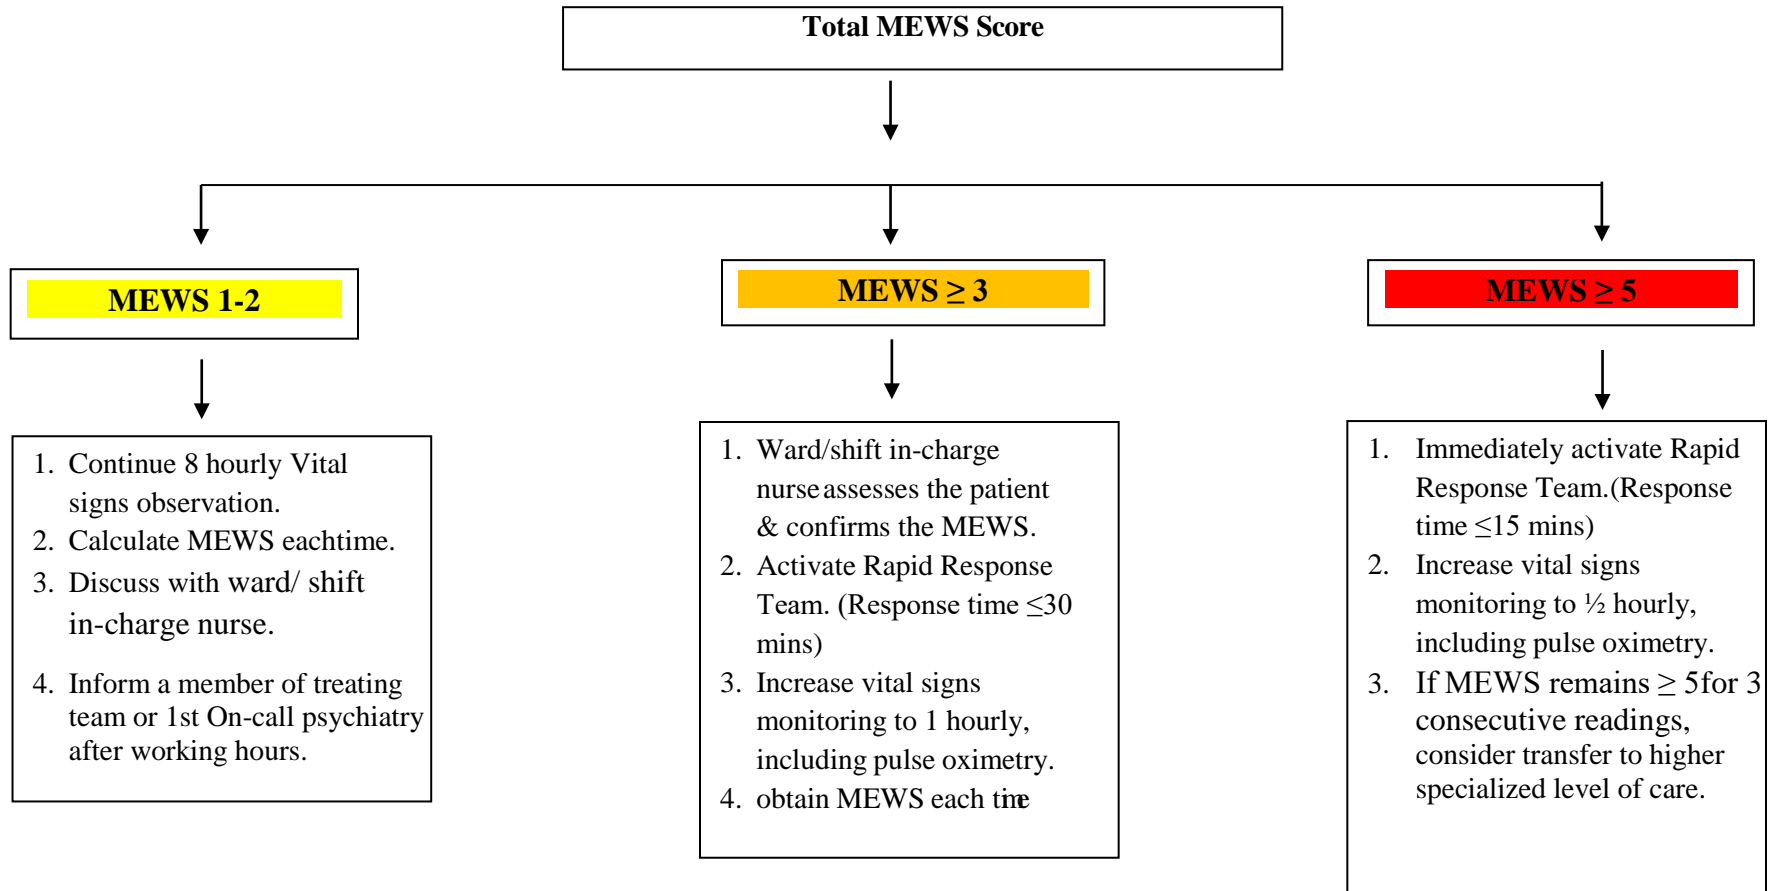 Total MEWS Score
MEWS 1-2
MEWS ≥ 3
MEWS ≥ 5
1. Continue 8 hourly Vital
signs observation.
2. Calculate MEWS eachtime.
3. Discuss with ward/ shift
in-charge nurse.
4. Inform a member of treating
team or 1st On-call psychiatry
after working hours.
1. Ward/shift in-charge
nurse assesses the patient
& confirms the MEWS.
2. Activate Rapid Response
Team. (Response time ≤30
mins)
3. Increase vital signs
monitoring to 1 hourly,
including pulse oximetry.
4. obtain MEWS each time
1. Immediately activate Rapid
Response Team.(Response
time ≤15 mins)
2. Increase vital signs
monitoring to ½ hourly,
including pulse oximetry.
3. If MEWS remains ≥ 5for 3
consecutive readings,
consider transfer to higher
specialized level of care.